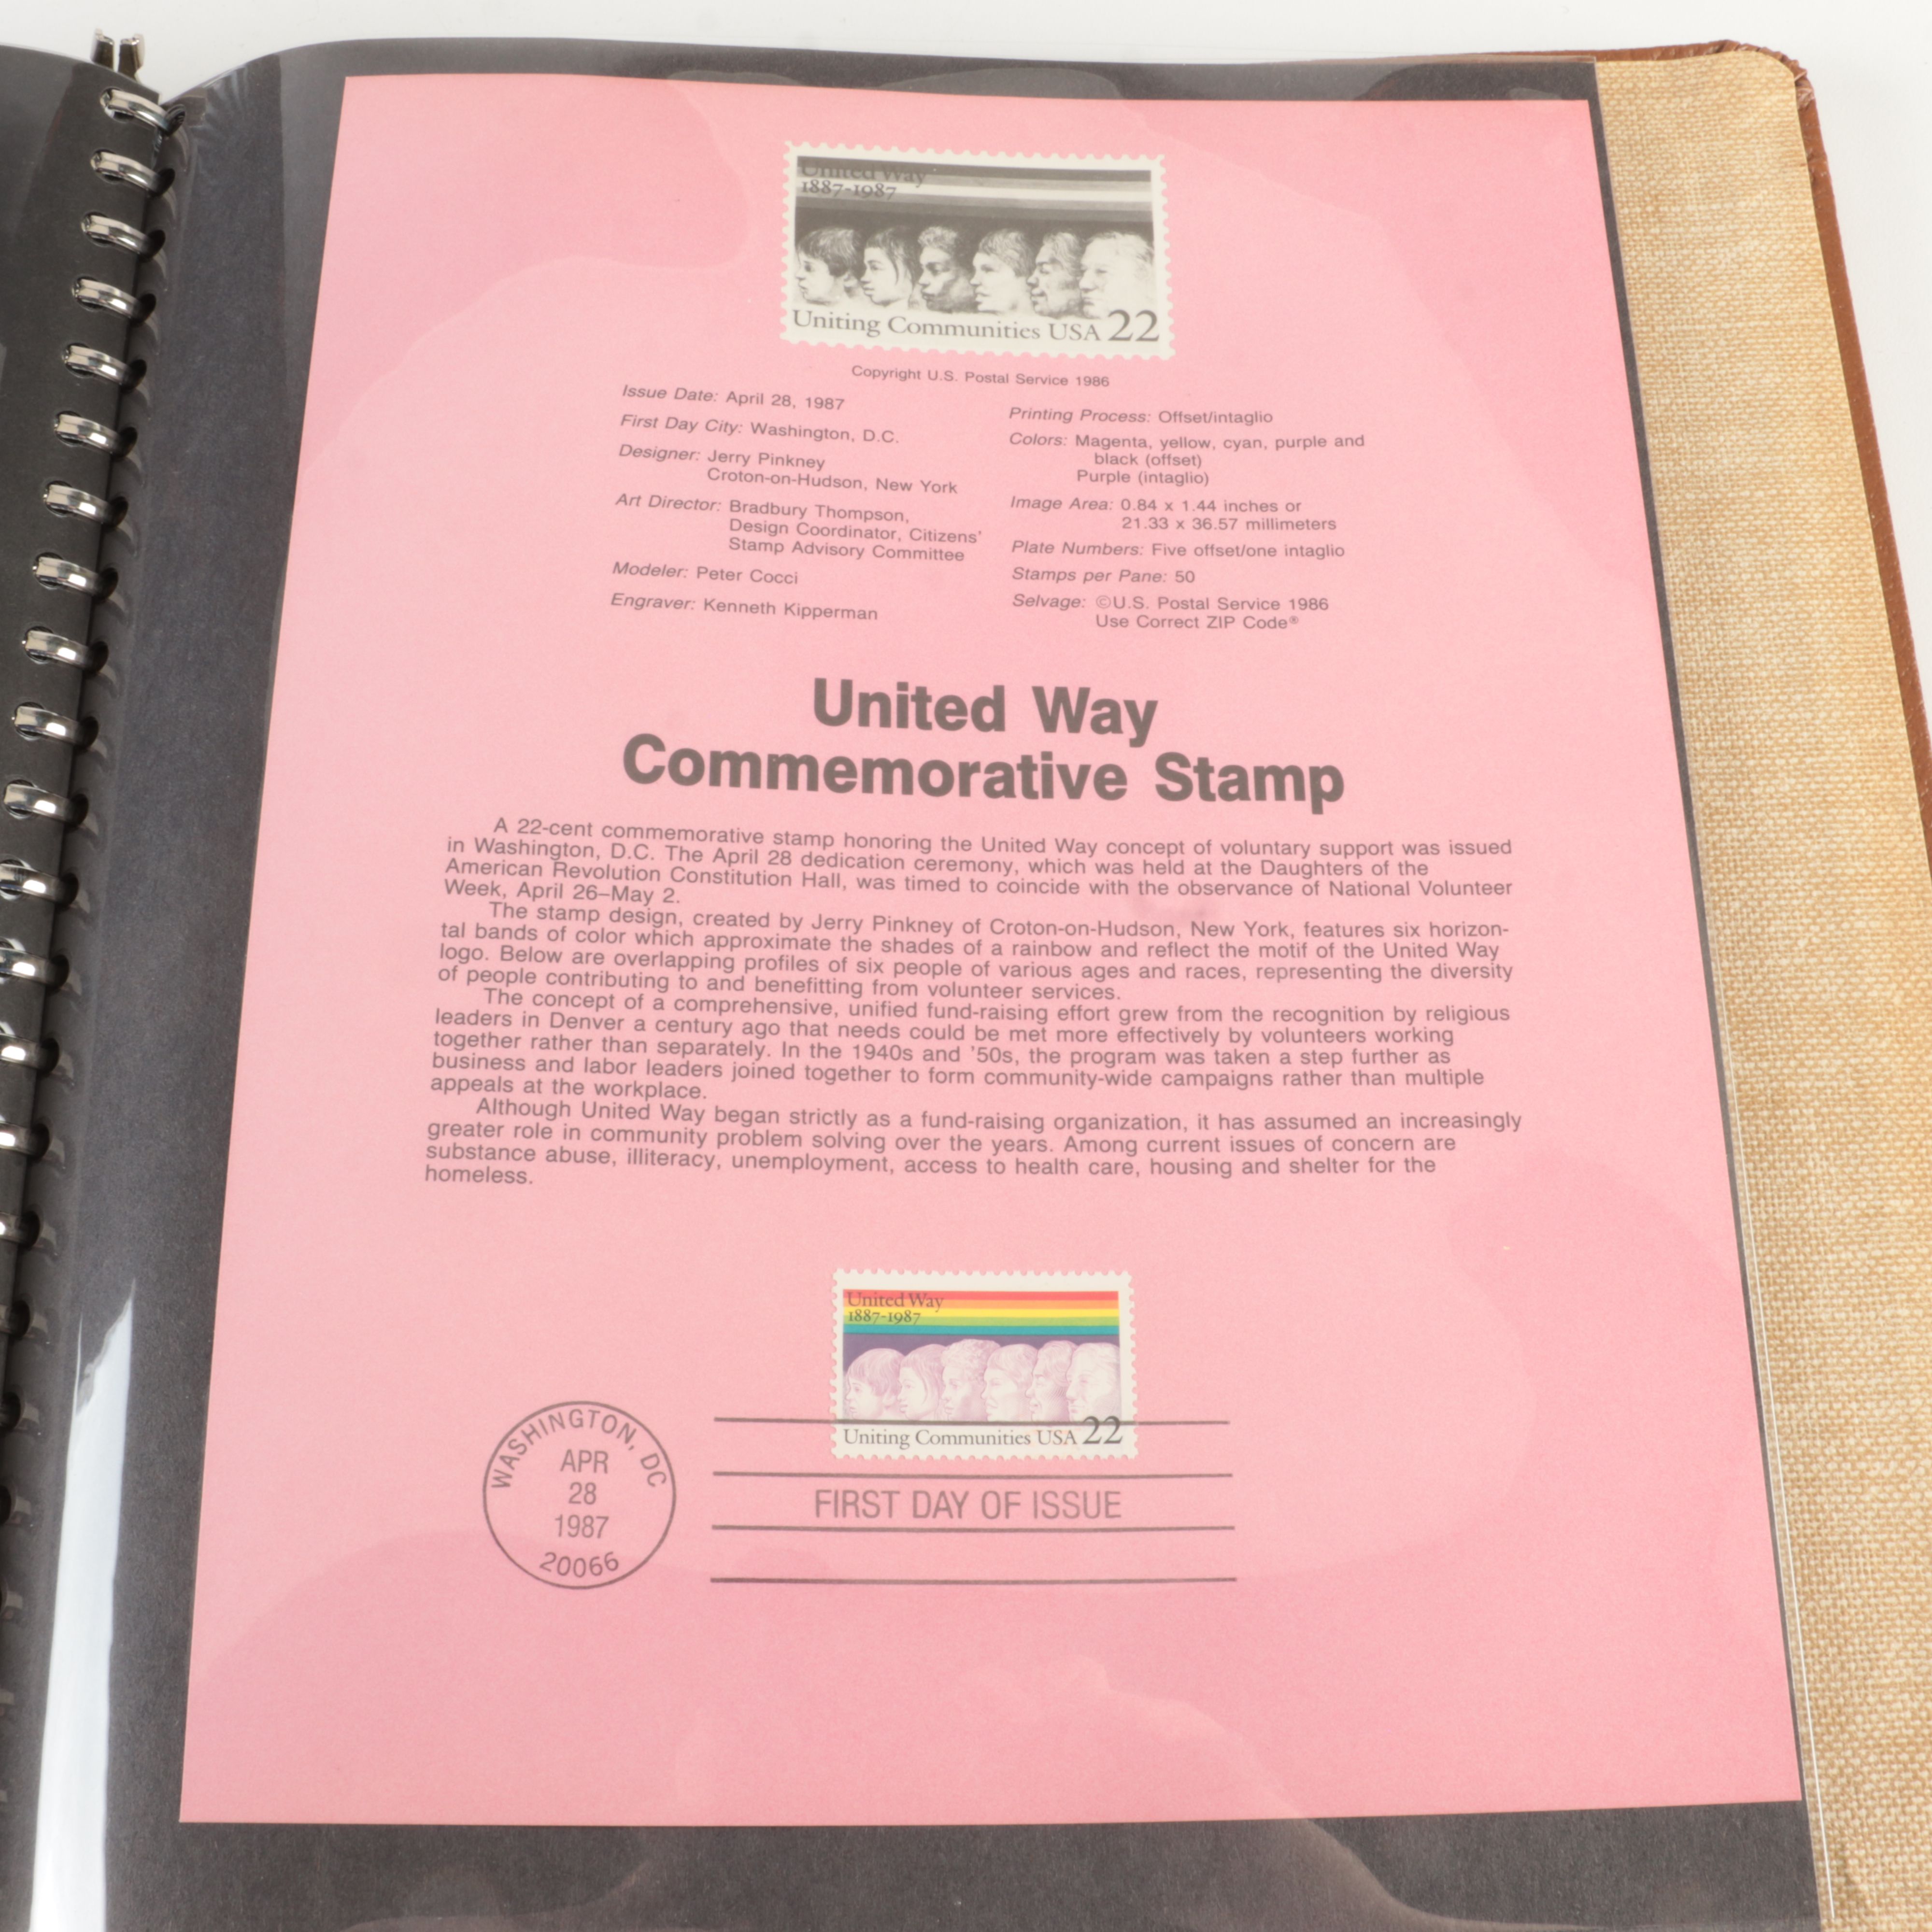 United Way
1887-1987
Uniting Communities USA 22
Copyright U.S. Postal Service 1986
Issue Date: April 28, 1987
First Day City: Washington, D.C.
Designer: Jerry Pinkney
Croton-on-Hudson, New York
Art Director: Bradbury Thompson,
Design Coordinator, Citizens'
Stamp Advisory Committee
Modeler: Peter Cocci
Engraver: Kenneth Kipperman
Printing Process: Offset/intaglio
Colors: Magenta, yellow, cyan, purple and
black (offset)
Purple (intaglio)
Image Area: 0.84 x 1.44 inches or
21.33 x 36.57 millimeters
Plate Numbers: Five offset/one intaglio
Stamps per Pane: 50
Selvage: ©U.S. Postal Service 1986
Use Correct ZIP Code®
United Way
Commemorative Stamp
A 22-cent commemorative stamp honoring the United Way concept of voluntary support was issued
in Washington, D.C. The April 28 dedication ceremony, which was held at the Daughters of the
American Revolution Constitution Hall, was timed to coincide with the observance of National Volunteer
Week, April 26–May 2.
The stamp design, created by Jerry Pinkney of Croton-on-Hudson, New York, features six horizon-
tal bands of color which approximate the shades of a rainbow and reflect the motif of the United Way
logo. Below are overlapping profiles of six people of various ages and races, representing the diversity
of people contributing to and benefitting from volunteer services.
The concept of a comprehensive, unified fund-raising effort grew from the recognition by religious
leaders in Denver a century ago that needs could be met more effectively by volunteers working
together rather than separately. In the 1940s and '50s, the program was taken a step further as
business and labor leaders joined together to form community-wide campaigns rather than multiple
appeals at the workplace.
Although United Way began strictly as a fund-raising organization, it has assumed an increasingly
greater role in community problem solving over the years. Among current issues of concern are
substance abuse, illiteracy, unemployment, access to health care, housing and shelter for the
homeless.
United Way
1887-1987
Uniting Communities USA 22
WASHINGTON, DC
APR
28
1987
20066
FIRST DAY OF ISSUE